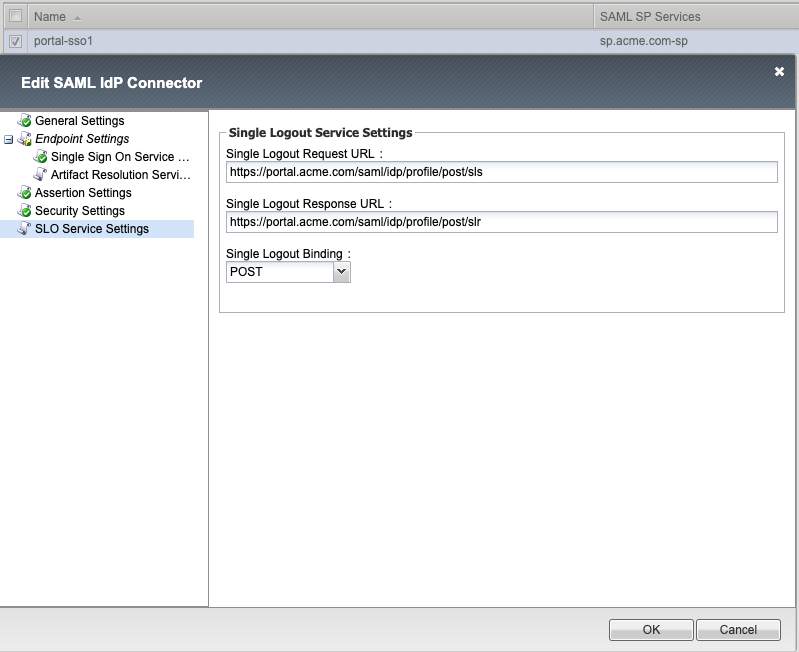 Name SAML SP Services
portal-sso1 sp.acme.com-sp
Edit SAML IdP Connector
General Settings
Endpoint Settings
Single Sign On Service ...
Artifact Resolution Servi...
Assertion Settings
Security Settings
SLO Service Settings
Single Logout Service Settings
Single Logout Request URL :
https://portal.acme.com/saml/idp/profile/post/sls
Single Logout Response URL :
https://portal.acme.com/saml/idp/profile/post/slr
Single Logout Binding :
POST
OK Cancel